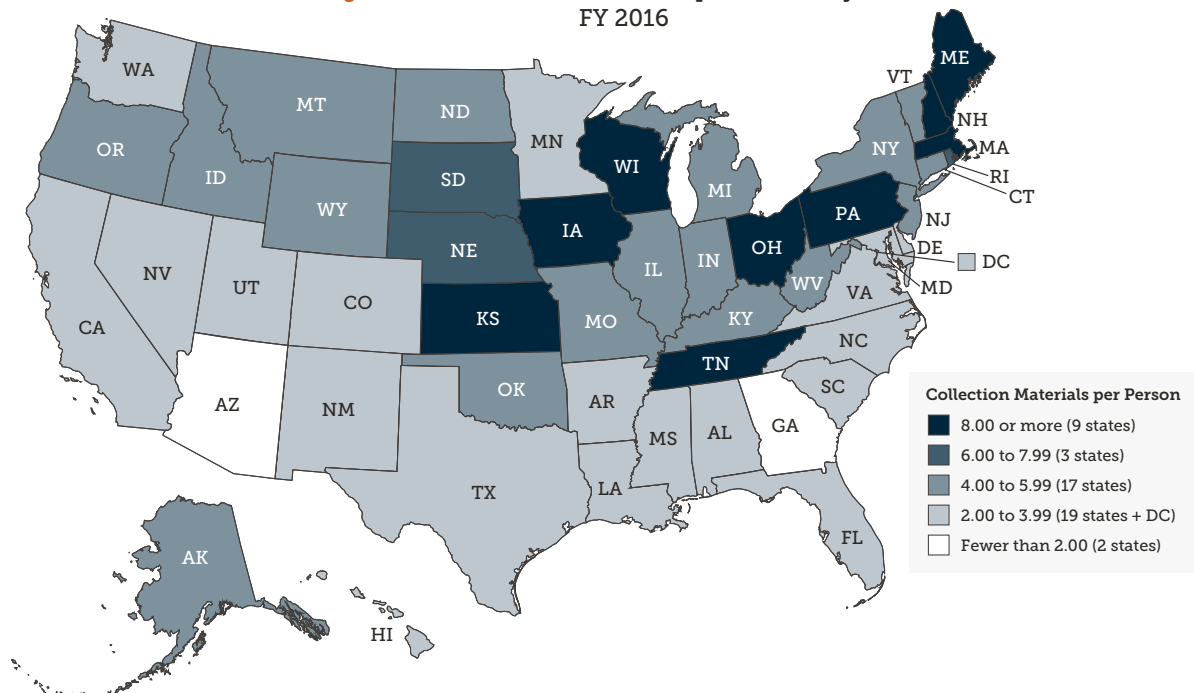 FY 2016
WA
MT
ND
MN
OR
ID
WY
SD
WI
MI
NY
VT
ME
NH
MA
RI
CT
NJ
DE
DC
MD
PA
OH
IN
IL
IA
NE
NV
UT
CO
CA
KS
MO
KY
WV
VA
NC
TN
SC
AZ
NM
OK
AR
MS
AL
GA
TX
LA
FL
AK
HI
Collection Materials per Person
8.00 or more (9 states)
6.00 to 7.99 (3 states)
4.00 to 5.99 (17 states)
2.00 to 3.99 (19 states + DC)
Fewer than 2.00 (2 states)